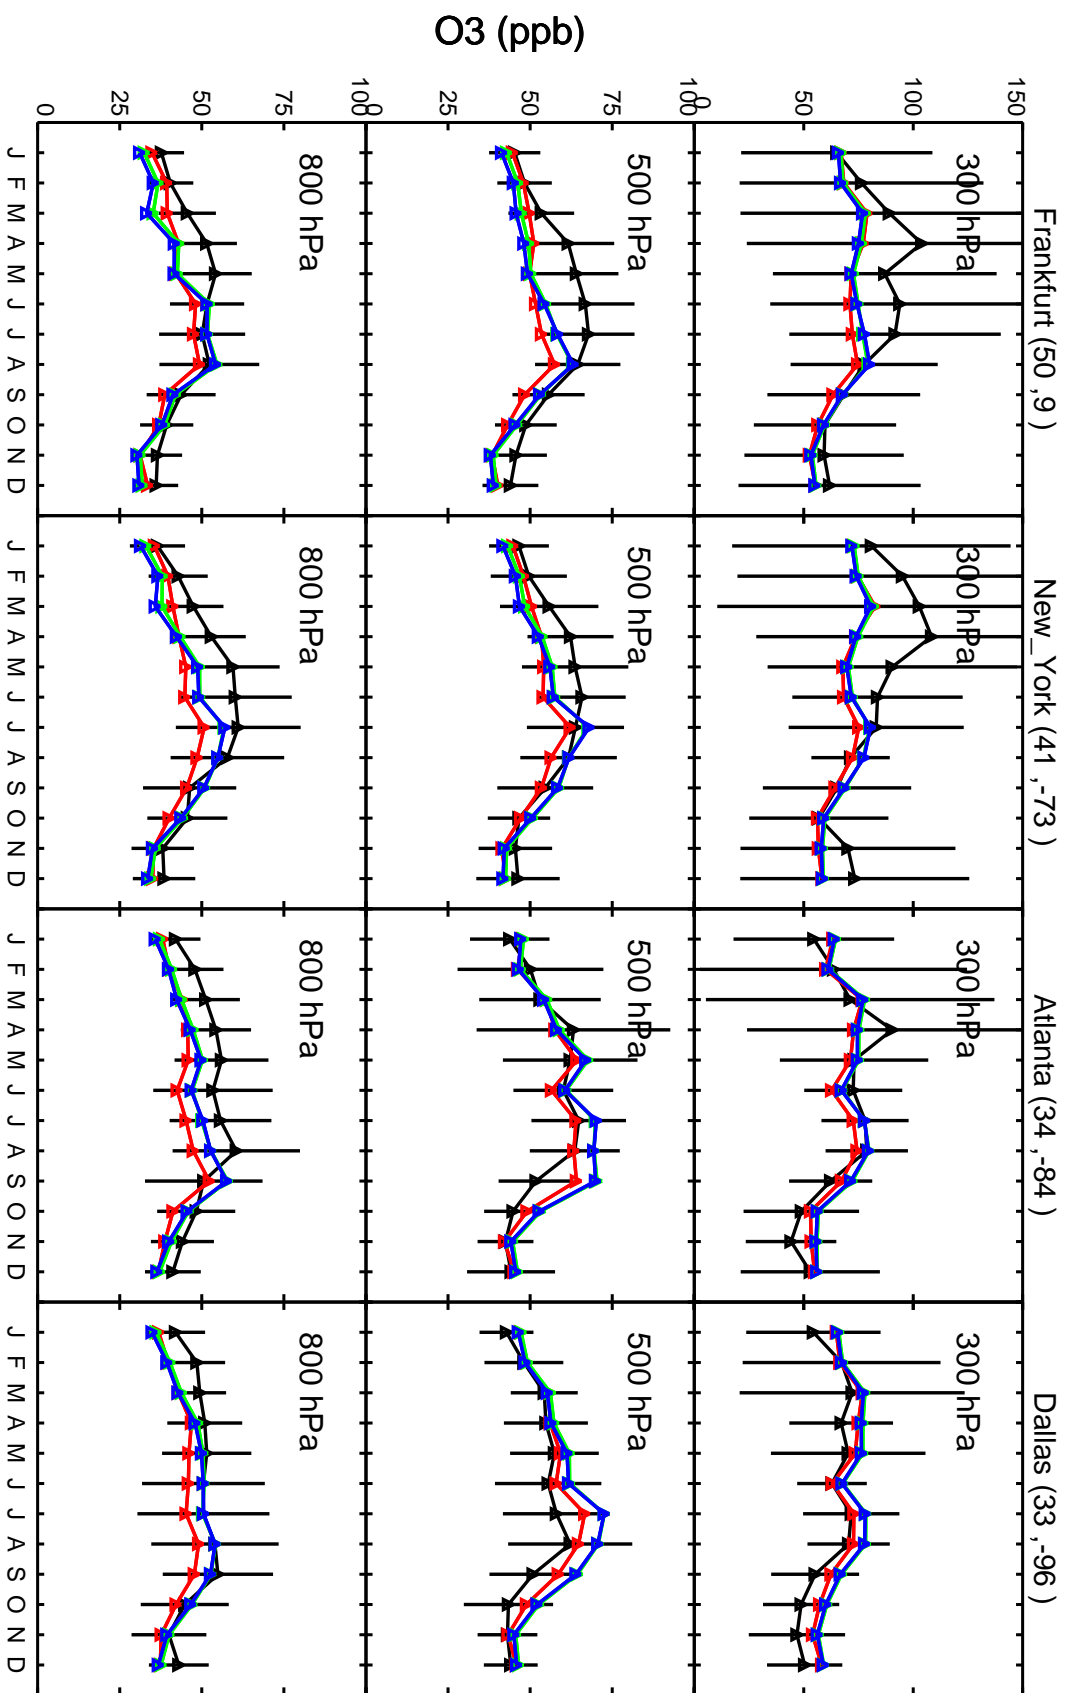 Frankfurt (50 ,9 )
New_York (41 ,-73 )
Atlanta (34 ,-84 )
Dallas (33 ,-96 )
O3 (ppb)
150
100
50
0
300 hPa
300 hPa
300 hPa
300 hPa
100
75
50
25
0
500 hPa
500 hPa
500 hPa
500 hPa
100
75
50
25
0
800 hPa
800 hPa
800 hPa
800 hPa
J F M A M J J A S O N D
J F M A M J J A S O N D
J F M A M J J A S O N D
J F M A M J J A S O N D